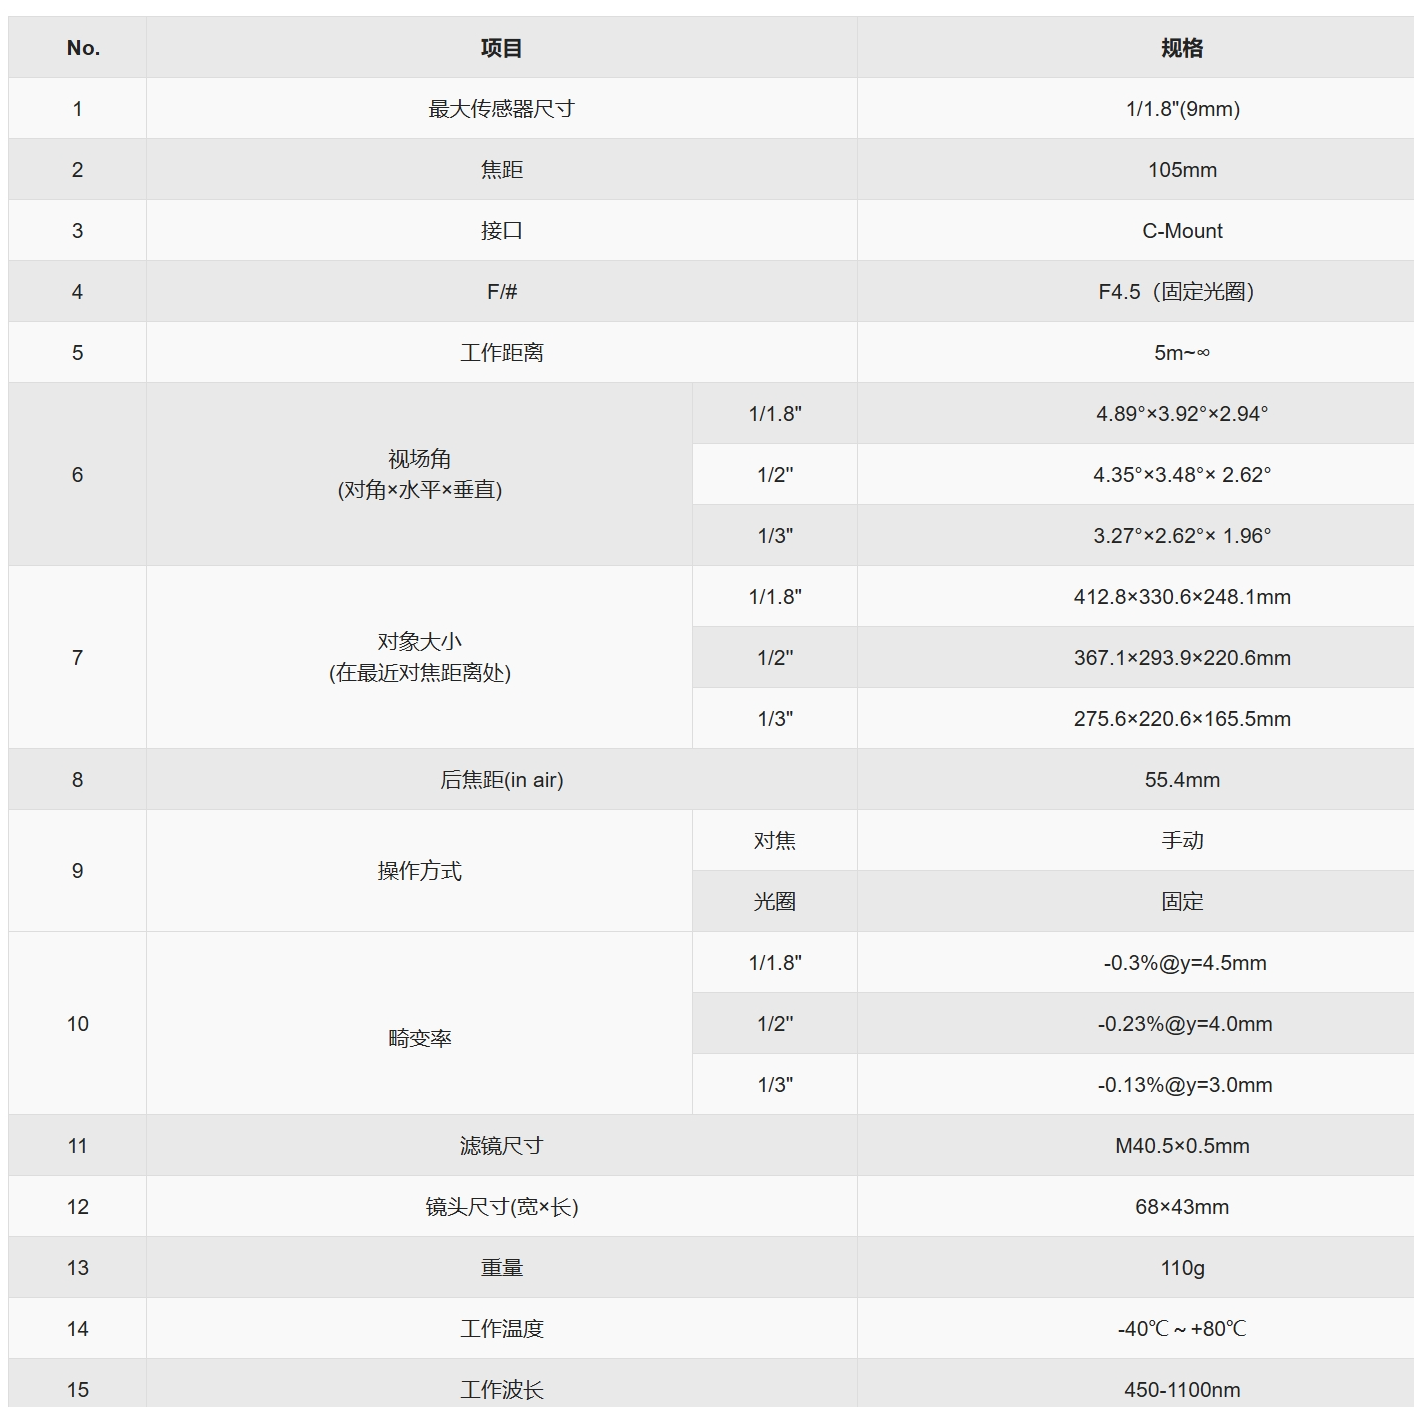 No. 项目 规格
1 最大传感器尺寸 1/1.8"(9mm)
2 焦距 105mm
3 接口 C-Mount
4 F/# F4.5（固定光圈）
5 工作距离 5m~∞
6 视场角
(对角×水平×垂直)
1/1.8" 4.89°×3.92°×2.94°
1/2" 4.35°×3.48°× 2.62°
1/3" 3.27°×2.62°× 1.96°
7 对象大小
(在最近对焦距离处)
1/1.8" 412.8×330.6×248.1mm
1/2" 367.1×293.9×220.6mm
1/3" 275.6×220.6×165.5mm
8 后焦距(in air) 55.4mm
9 操作方式
对焦 手动
光圈 固定
10 畸变率
1/1.8" -0.3%@y=4.5mm
1/2" -0.23%@y=4.0mm
1/3" -0.13%@y=3.0mm
11 滤镜尺寸 M40.5×0.5mm
12 镜头尺寸(宽×长) 68×43mm
13 重量 110g
14 工作温度 -40℃～+80℃
15 工作波长 450-1100nm